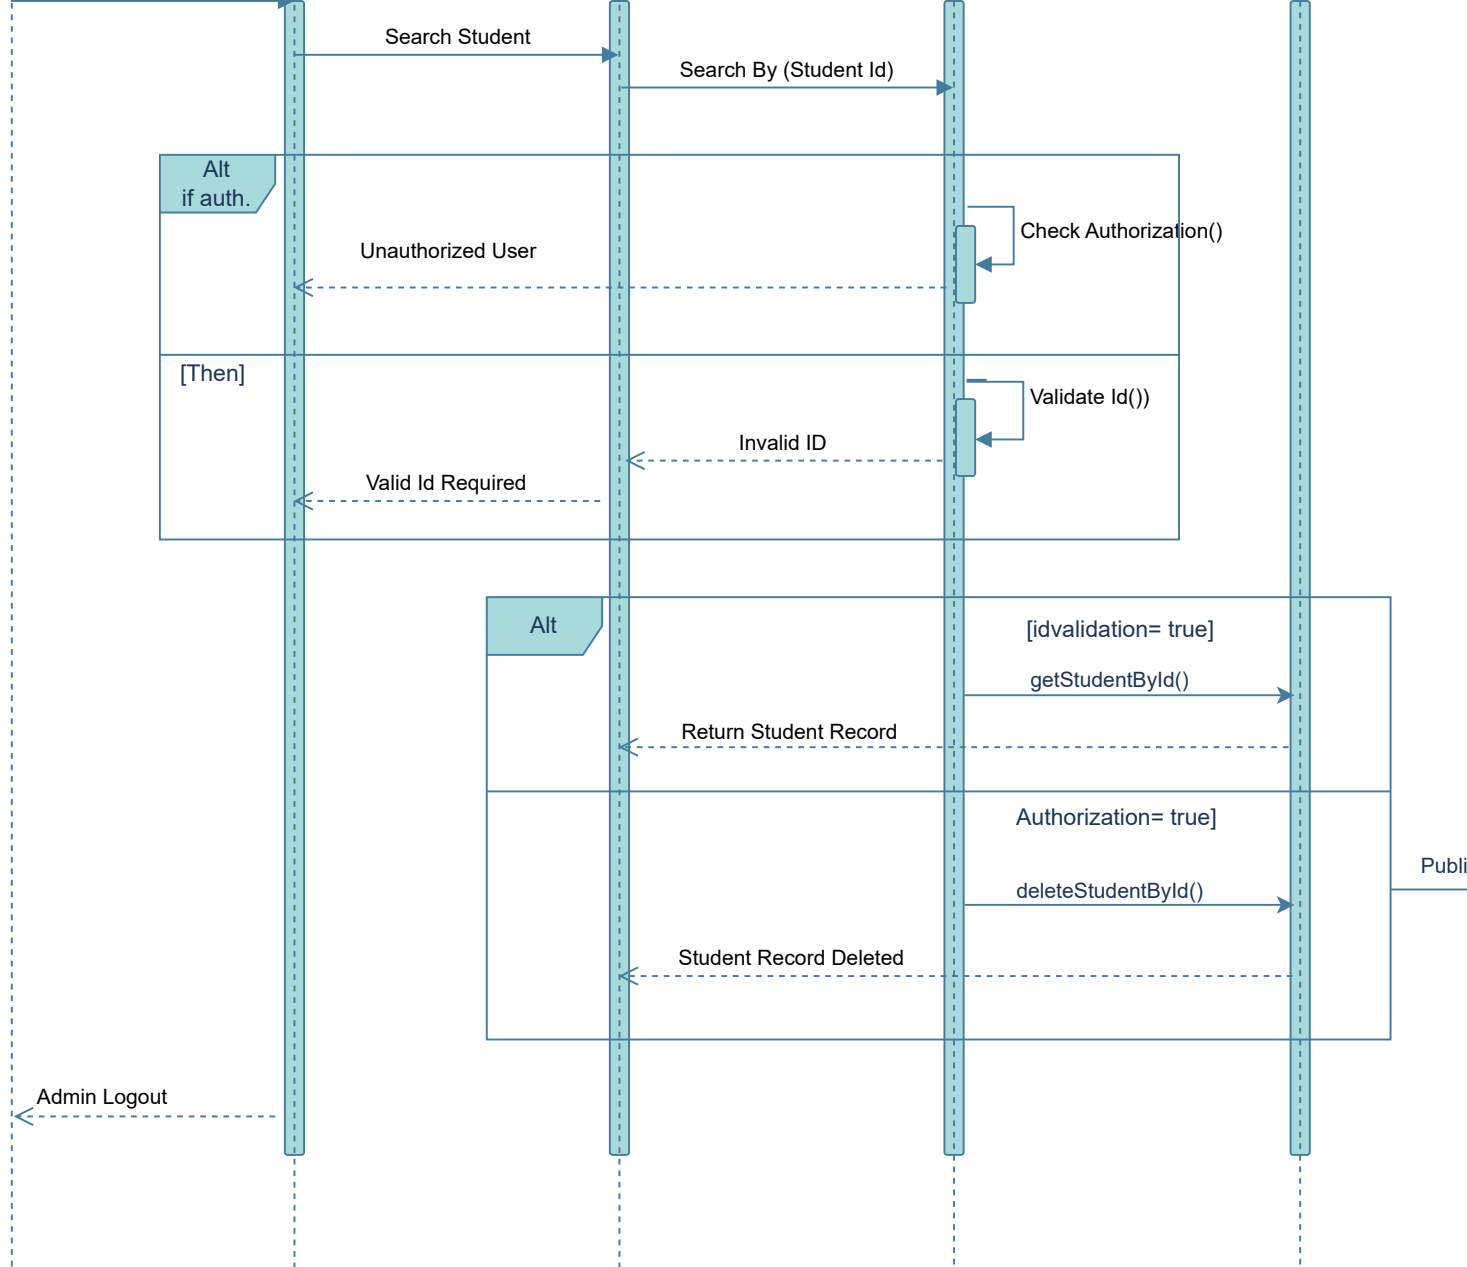 Search Student
Search By (Student Id)
Alt
if auth.
Check Authorization()
Unauthorized User
[Then]
Validate Id())
Invalid ID
Valid Id Required
Alt
[idvalidation= true]
getStudentById()
Return Student Record
Authorization= true]
Publi
deleteStudentById()
Student Record Deleted
Admin Logout